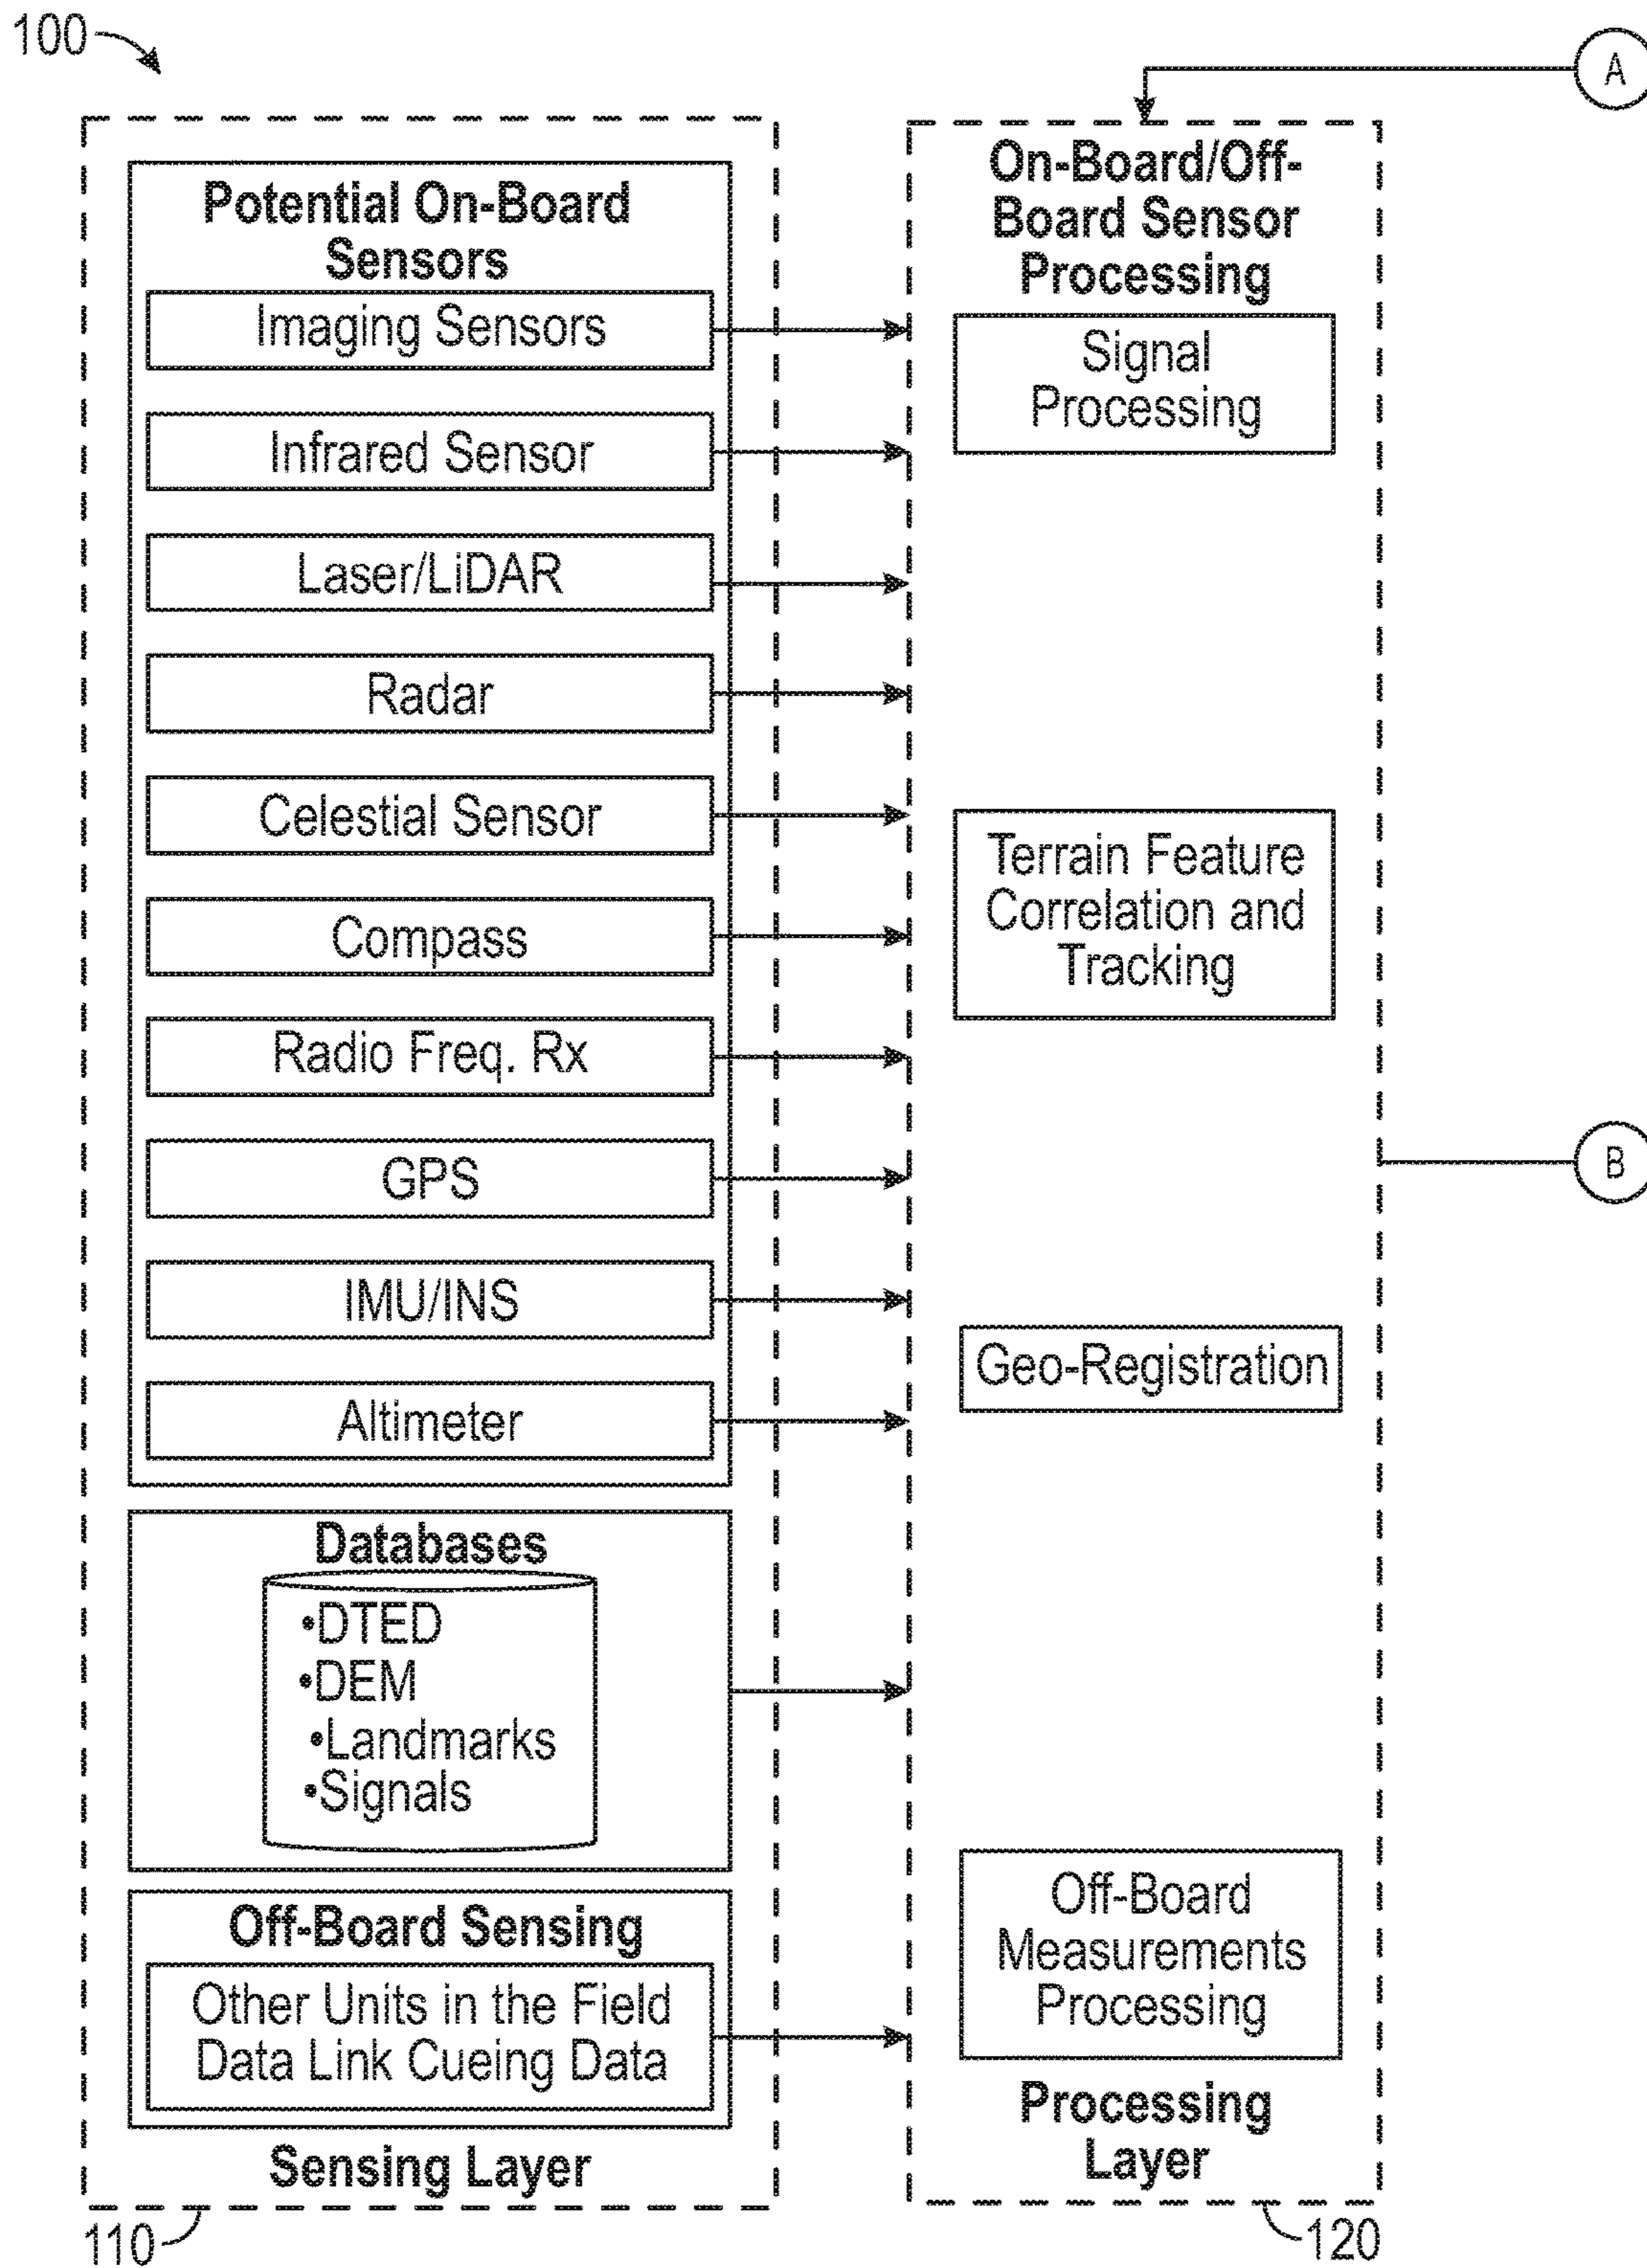 100
A
Potential On-Board
Sensors
Imaging Sensors
Infrared Sensor
Laser/LiDAR
Radar
Celestial Sensor
Compass
Radio Freq. Rx
GPS
IMU/INS
Altimeter
Databases
•DTED
•DEM
•Landmarks
•Signals
Off-Board Sensing
Other Units in the Field
Data Link Cueing Data
Sensing Layer
110
On-Board/Off-
Board Sensor
Processing
Signal
Processing
Terrain Feature
Correlation and
Tracking
Geo-Registration
Off-Board
Measurements
Processing
Processing
Layer
120
B